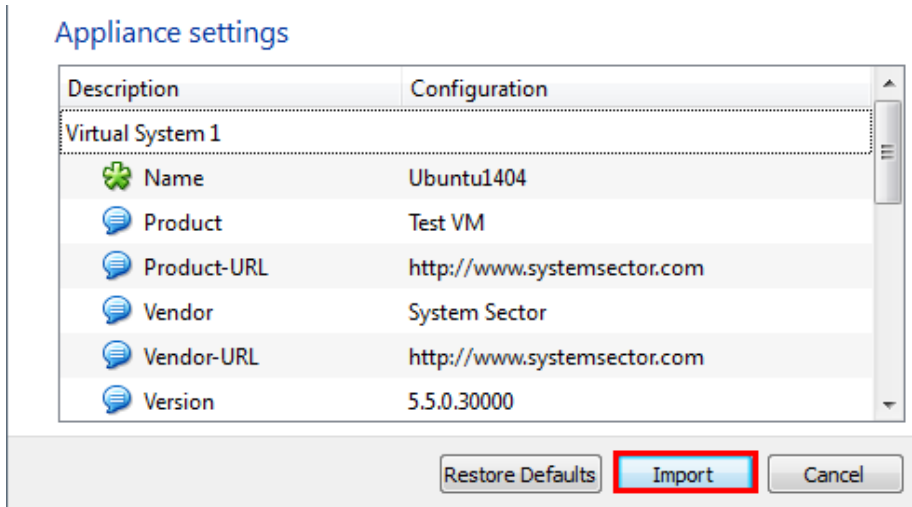 Appliance settings
Description Configuration
Virtual System 1
Name Ubuntu1404
Product Test VM
Product-URL http://www.systemsector.com
Vendor System Sector
Vendor-URL http://www.systemsector.com
Version 5.5.0.30000
Restore Defaults Import Cancel